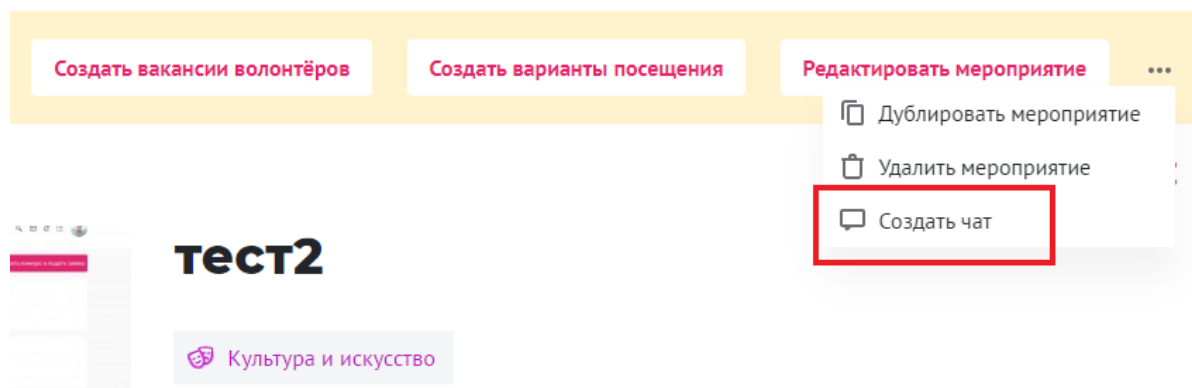 Создать вакансии волонтёров
Создать варианты посещения
Редактировать мероприятие
Дублировать мероприятие
Удалить мероприятие
Создать чат
тест2
Культура и искусство